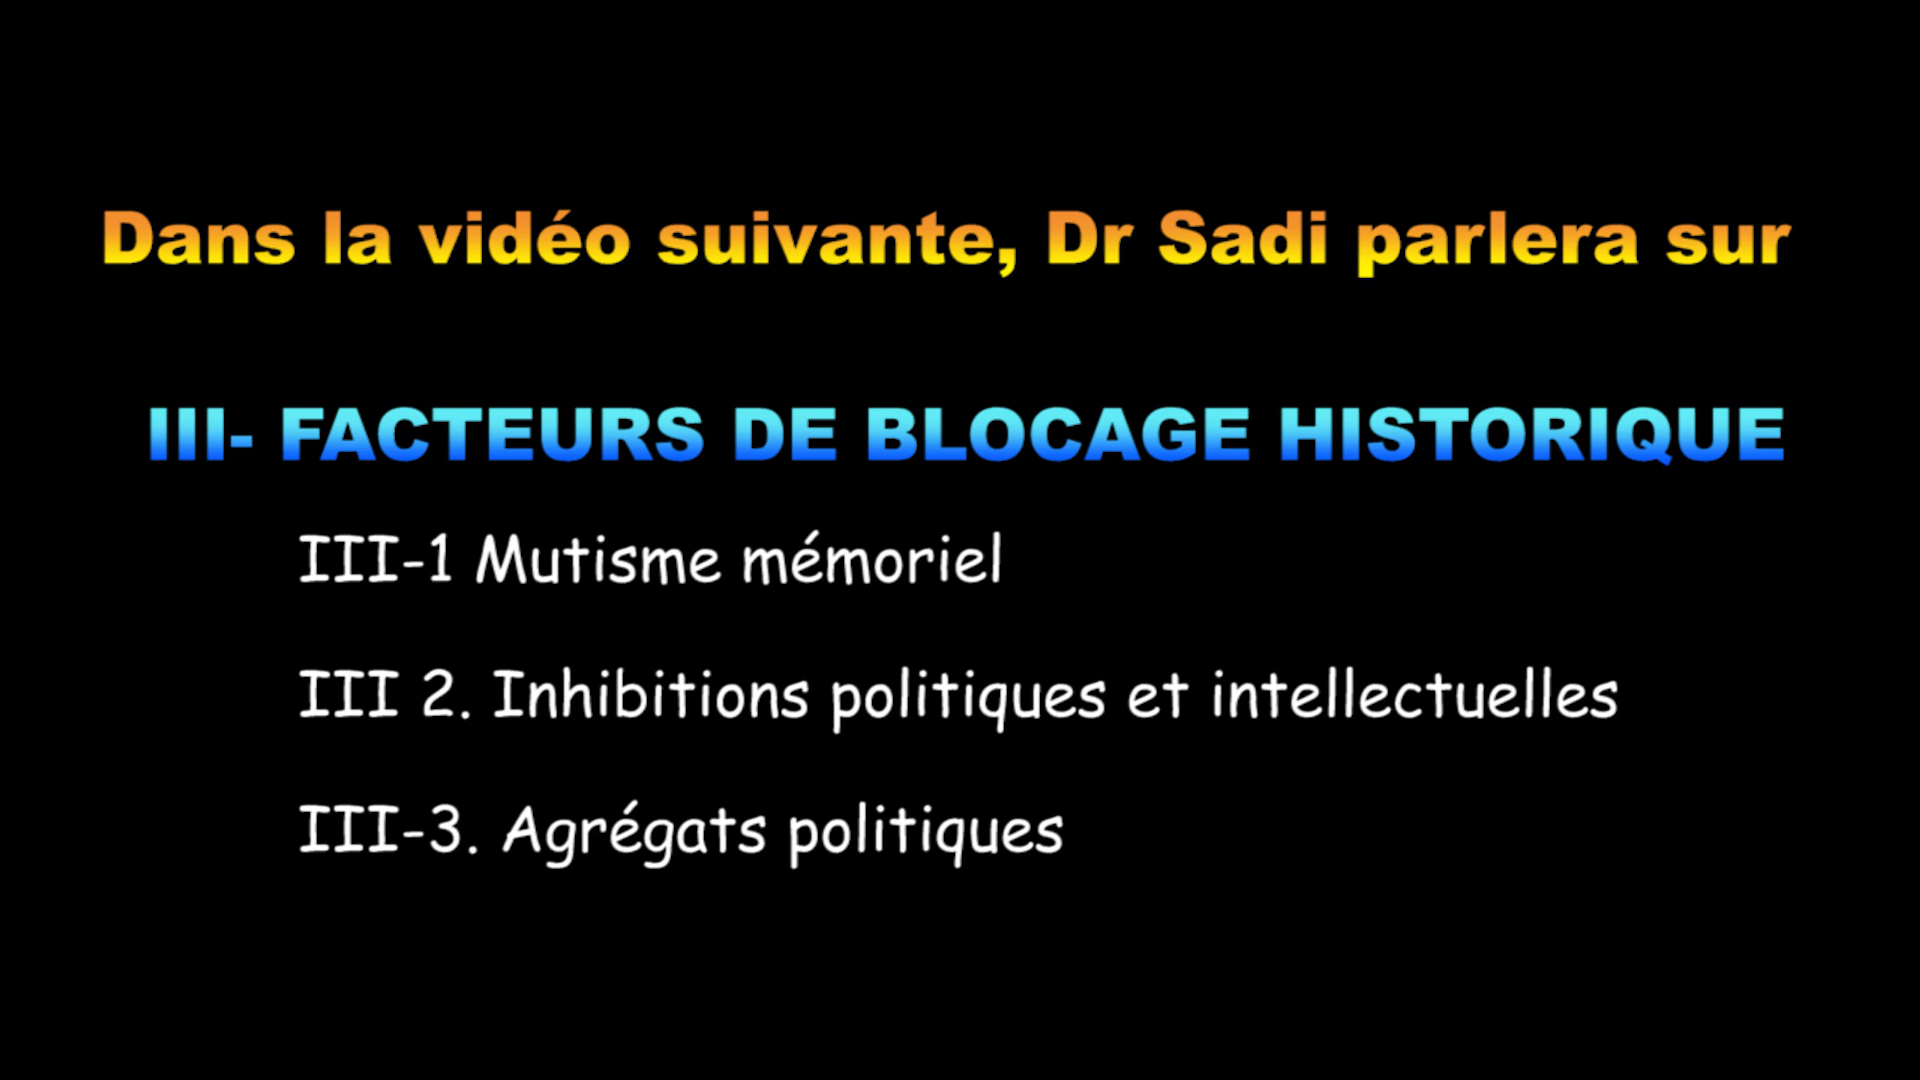 Dans la vidéo suivante, Dr Sadi parlera sur
III- FACTEURS DE BLOCAGE HISTORIQUE
III-1 Mutisme mémoriel
III 2. Inhibitions politiques et intellectuelles
III-3. Agrégats politiques